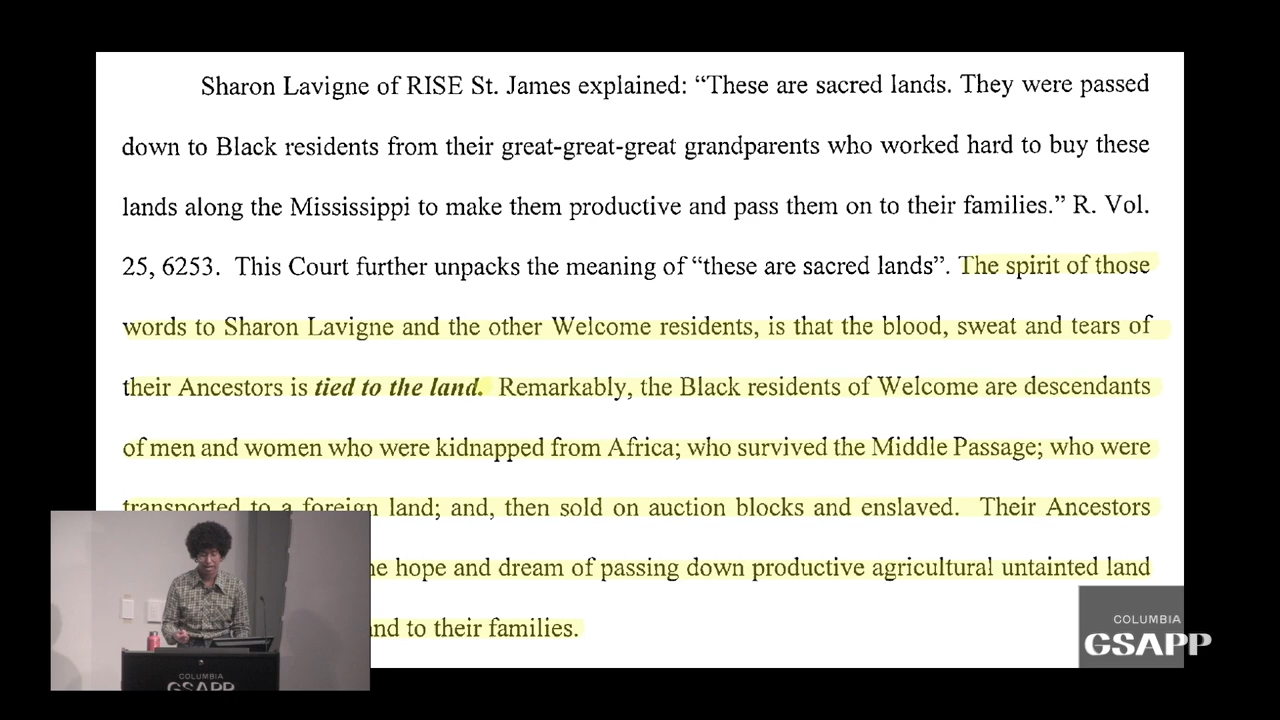 Sharon Lavigne of RISE St. James explained: “These are sacred lands. They were passed
down to Black residents from their great-great-great grandparents who worked hard to buy these
lands along the Mississippi to make them productive and pass them on to their families.” R. Vol.
25, 6253. This Court further unpacks the meaning of “these are sacred lands”. The spirit of those
words to Sharon Lavigne and the other Welcome residents, is that the blood, sweat and tears of
their Ancestors is tied to the land. Remarkably, the Black residents of Welcome are descendants
of men and women who were kidnapped from Africa; who survived the Middle Passage; who were
transported to a foreign land; and, then sold on auction blocks and enslaved. Their Ancestors
hope and dream of passing down productive agricultural untainted land
to their families.
COLUMBIA
GSAPP
COLUMBIA
GSAPP